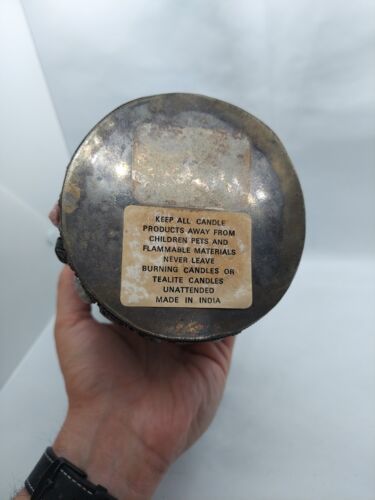 KEEP ALL CANDLE
PRODUCTS AWAY FROM
CHILDREN PETS AND
FLAMMABLE MATERIALS
NEVER LEAVE
BURNING CANDLES OR
TEALITE CANDLES
UNATTENDED
MADE IN INDIA